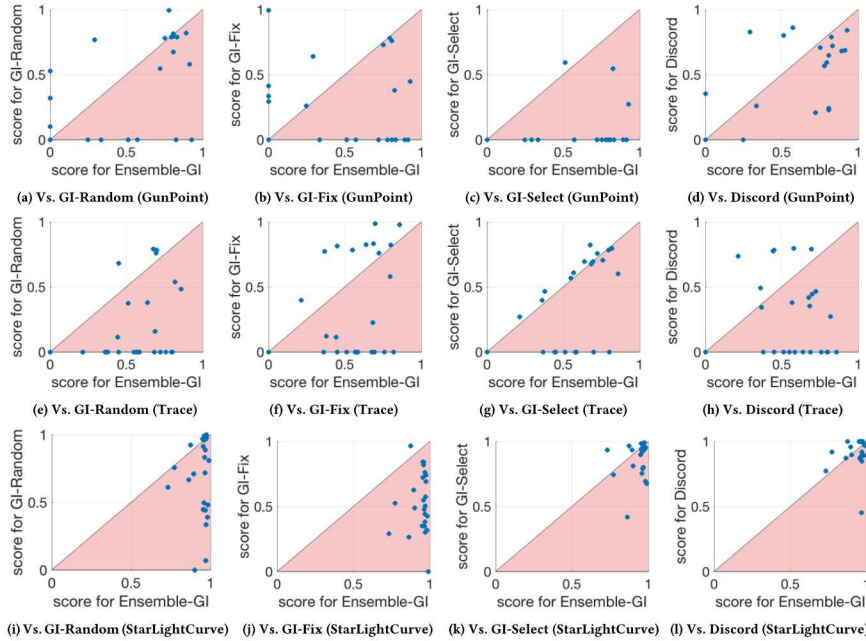 1
0.5
0
0 0.5 1
score for GI-Random
score for Ensemble-GI
(a) Vs. GI-Random (GunPoint)
1
0.5
0
0 0.5 1
score for GI-Fix
score for Ensemble-GI
(b) Vs. GI-Fix (GunPoint)
1
0.5
0
0 0.5 1
score for GI-Select
score for Ensemble-GI
(c) Vs. GI-Select (GunPoint)
1
0.5
0
0 0.5 1
score for Discord
score for Ensemble-GI
(d) Vs. Discord (GunPoint)
1
0.5
0
0 0.5 1
score for GI-Random
score for Ensemble-GI
(e) Vs. GI-Random (Trace)
1
0.5
0
0 0.5 1
score for GI-Fix
score for Ensemble-GI
(f) Vs. GI-Fix (Trace)
1
0.5
0
0 0.5 1
score for GI-Select
score for Ensemble-GI
(g) Vs. GI-Select (Trace)
1
0.5
0
0 0.5 1
score for Discord
score for Ensemble-GI
(h) Vs. Discord (Trace)
1
0.5
0
0 0.5 1
score for GI-Random
score for Ensemble-GI
(i) Vs. GI-Random (StarLightCurve)
1
0.5
0
0 0.5 1
score for GI-Fix
score for Ensemble-GI
(j) Vs. GI-Fix (StarLightCurve)
1
0.5
0
0 0.5 1
score for GI-Select
score for Ensemble-GI
(k) Vs. GI-Select (StarLightCurve)
1
0.5
0
0 0.5 1
score for Discord
score for Ensemble-GI
(l) Vs. Discord (StarLightCurve)